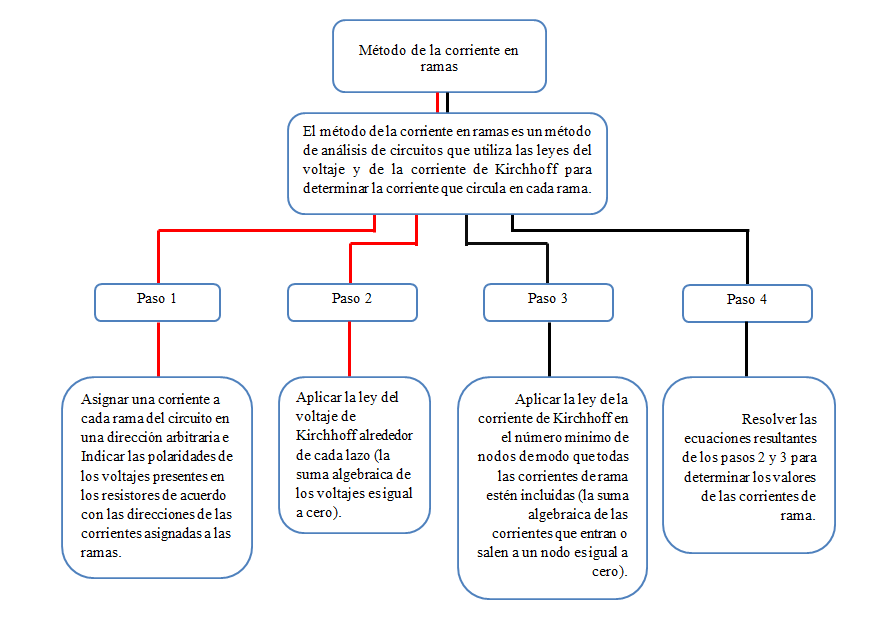 Método de la corriente en
ramas
El método de la corriente en ramas es un método
de análisis de circuitos que utiliza las leyes del
voltaje y de la corriente de Kirchhoff para
determinar la corriente que circula en cada rama.
Paso 1
Paso 2
Paso 3
Paso 4
Asignar una corriente a
cada rama del circuito en
una dirección arbitraria e
Indicar las polaridades de
los voltajes presentes en
los resistores de acuerdo
con las direcciones de las
corrientes asignadas a las
ramas.
Aplicar la ley del
voltaje de
Kirchhoff alrededor
de cada lazo (la
suma algebraica de
los voltajes es igual
a cero).
Aplicar la ley de la
corriente de Kirchhoff en
el número mínimo de
nodos de modo que todas
las corrientes de rama
estén incluidas (la suma
algebraica de las
corrientes que entran o
salen a un nodo es igual a
cero).
Resolver las
ecuaciones resultantes
de los pasos 2 y 3 para
determinar los valores
de las corrientes de
rama.